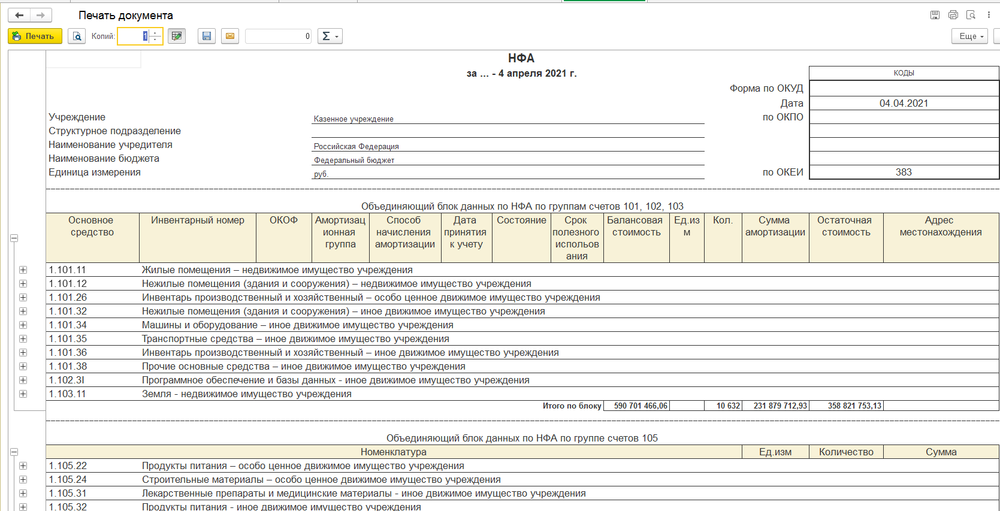 Печать документа
Печать Копий: 1 0 Σ Еще
НФА
за ... - 4 апреля 2021 г.
КОДЫ
Форма по ОКУД
Дата 04.04.2021
Учреждение Казенное учреждение по ОКПО
Структурное подразделение
Наименование учредителя Российская Федерация
Наименование бюджета Федеральный бюджет
Единица измерения руб. по ОКЕИ 383
Объединяющий блок данных по НФА по группам счетов 101, 102, 103
Основное Инвентарный номер ОКОФ Амортизац Способ Дата Состояние Срок Балансовая Ед.из Кол. Сумма Остаточная Адрес
средство ионная начисления принятия полезного стоимость м амортизации стоимость местонахождения
группа амортизации к учету использов
ания
1.101.11 Жилые помещения – недвижимое имущество учреждения
1.101.12 Нежилые помещения (здания и сооружения) – недвижимое имущество учреждения
1.101.26 Инвентарь производственный и хозяйственный – особо ценное движимое имущество учреждения
1.101.32 Нежилые помещения (здания и сооружения) – иное движимое имущество учреждения
1.101.34 Машины и оборудование – иное движимое имущество учреждения
1.101.35 Транспортные средства – иное движимое имущество учреждения
1.101.36 Инвентарь производственный и хозяйственный – иное движимое имущество учреждения
1.101.38 Прочие основные средства – иное движимое имущество учреждения
1.102.3I Программное обеспечение и базы данных - иное движимое имущество учреждения
1.103.11 Земля - недвижимое имущество учреждения
Итого по блоку 590 701 466,06 10 632 231 879 712,93 358 821 753,13
Объединяющий блок данных по НФА по группе счетов 105
Номенклатура Ед.изм Количество Сумма
1.105.22 Продукты питания – особо ценное движимое имущество учреждения
1.105.24 Строительные материалы – особо ценное движимое имущество учреждения
1.105.31 Лекарственные препараты и медицинские материалы - иное движимое имущество учреждения
1.105.32 Продукты питания - иное движимое имущество учреждения